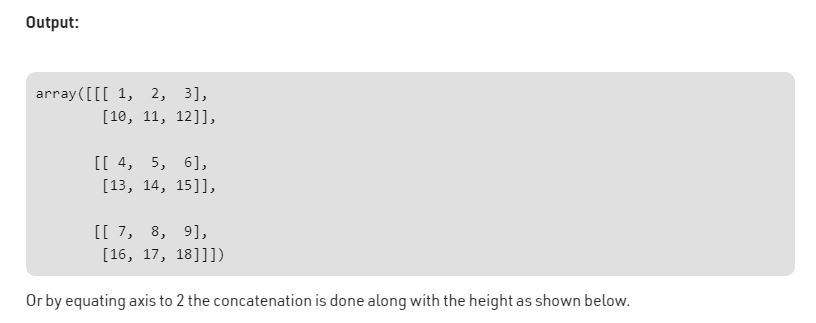 Output:
array([[[ 1,  2,  3],
        [10, 11, 12]],
       [[ 4,  5,  6],
        [13, 14, 15]],
       [[ 7,  8,  9],
        [16, 17, 18]]])
Or by equating axis to 2 the concatenation is done along with the height as shown below.